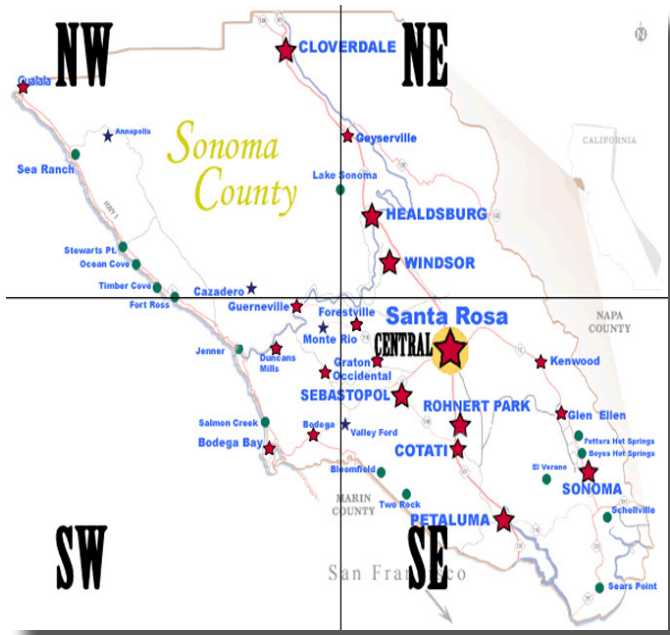 NW
NE
CLOVERDALE
N
Gualala
Annapolis
Geyserville
CALIFORNIA
Sonoma
County
Sea Ranch
Lake Sonoma
HWY 1
HEALDSBURG
Stewarts Pt.
Ocean Cove
WINDSOR
Timber Cove
Cazadero
Fort Ross
Guerneville
Forestville
Santa Rosa
NAPA
COUNTY
Monte Rio
CENTRAL
Jenner
Duncans
Mills
Graton
Kenwood
Occidental
SEBASTOPOL
ROHNERT PARK
Glen Ellen
Salmon Creek
Bodega
Valley Ford
Fetters Hot Springs
Bodega Bay
COTATI
Boyes Hot Springs
Bloomfield
El Verano
SONOMA
MARIN
COUNTY
Two Rock
PETALUMA
Schellville
SW
SE
San Francisco
Sears Point